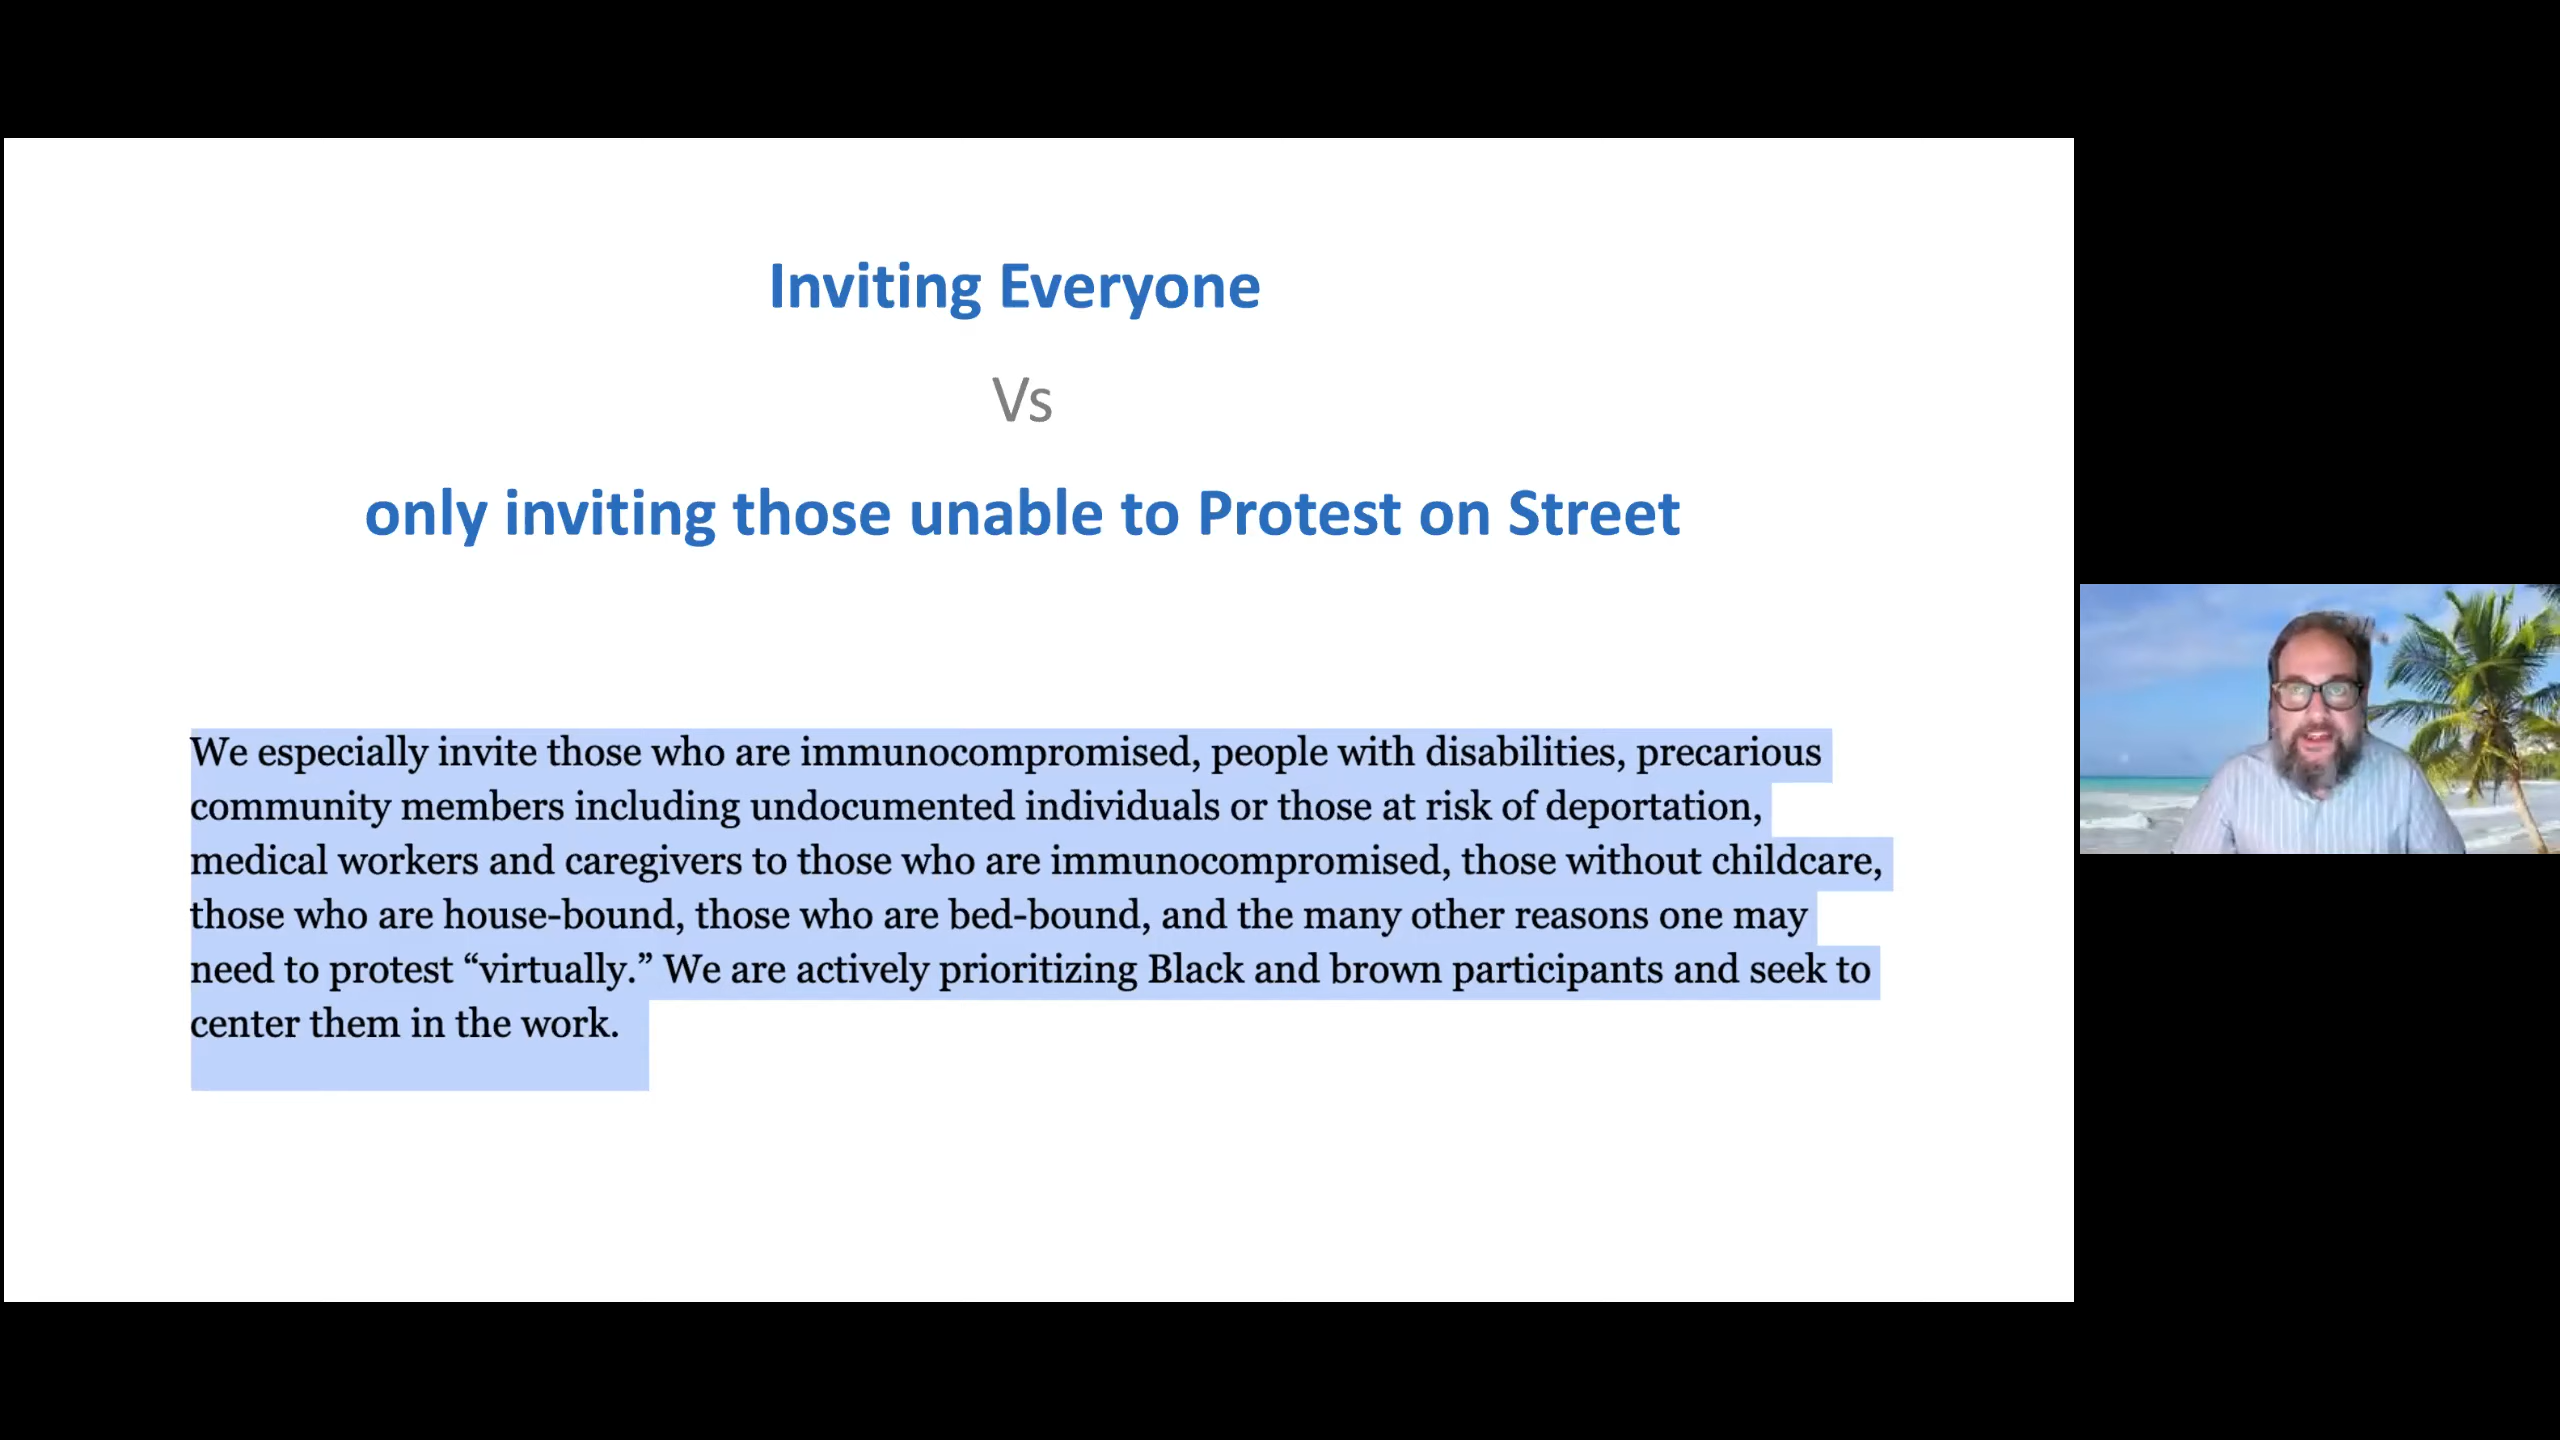 Inviting Everyone
Vs
only inviting those unable to Protest on Street
We especially invite those who are immunocompromised, people with disabilities, precarious
community members including undocumented individuals or those at risk of deportation,
medical workers and caregivers to those who are immunocompromised, those without childcare,
those who are house-bound, those who are bed-bound, and the many other reasons one may
need to protest “virtually.” We are actively prioritizing Black and brown participants and seek to
center them in the work.